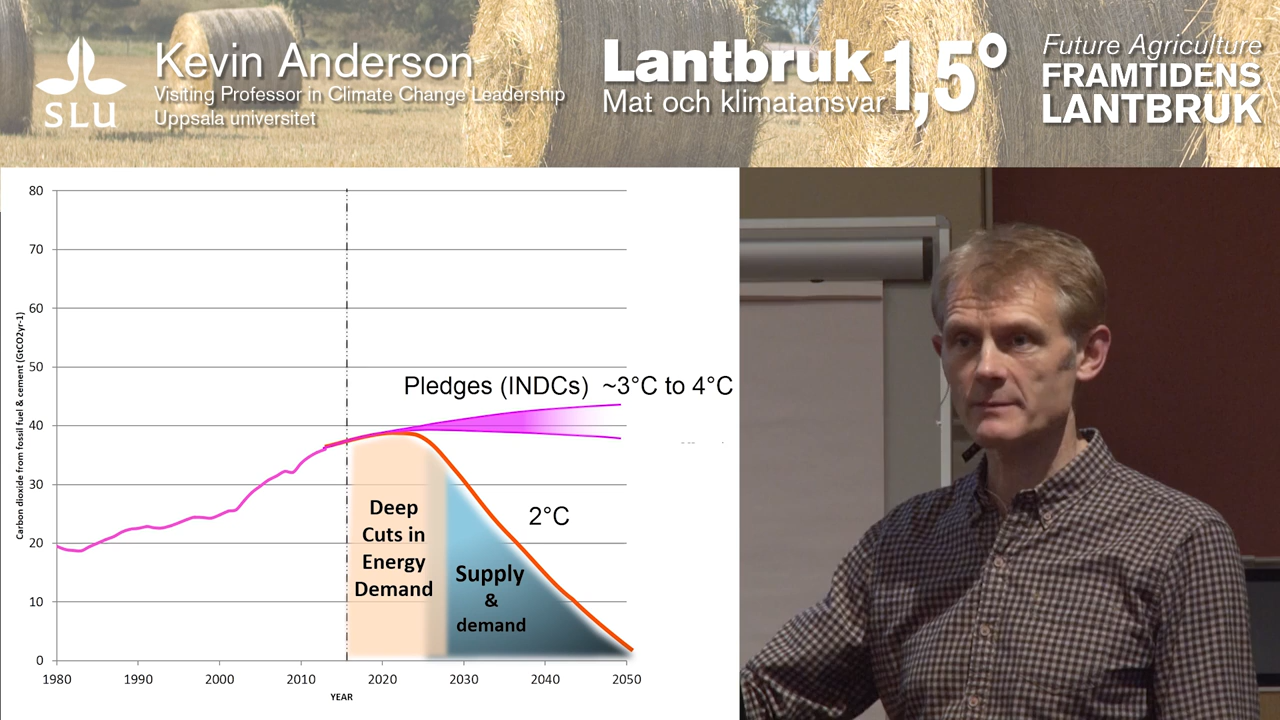 SLU
Kevin Anderson
Visiting Professor in Climate Change Leadership
Uppsala universitet
Lantbruk 1,5°
Mat och klimatansvar
Future Agriculture
FRAMTIDENS
LANTBRUK
Carbon dioxide from fossil fuel & cement (GtCO2yr-1)
80
70
60
50
40
30
20
10
0
Pledges (INDCs) ~3°C to 4°C
2°C
Deep
Cuts in
Energy
Demand
Supply
&
demand
1980 1990 2000 2010 2020 2030 2040 2050
YEAR